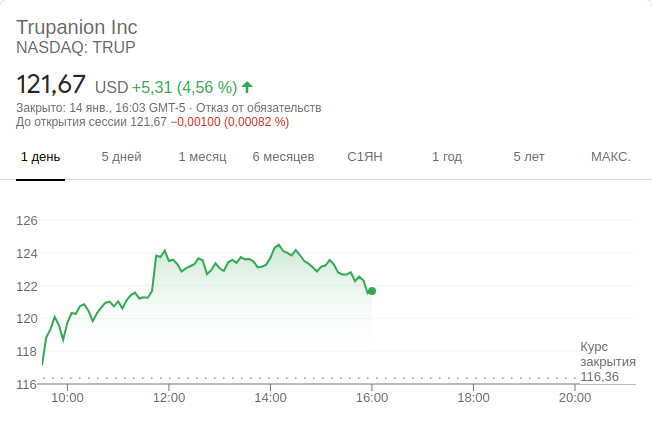 Trupanion Inc
NASDAQ: TRUP
121,67 USD +5,31 (4,56 %)
Закрыто: 14 янв., 16:03 GMT-5 · Отказ от обязательств
До открытия сессии 121,67 −0,00100 (0,00082 %)
1 день 5 дней 1 месяц 6 месяцев С1ЯН 1 год 5 лет МАКС.
126
124
122
120
118
116
Курс
закрытия
116,36
10:00 12:00 14:00 16:00 18:00 20:00